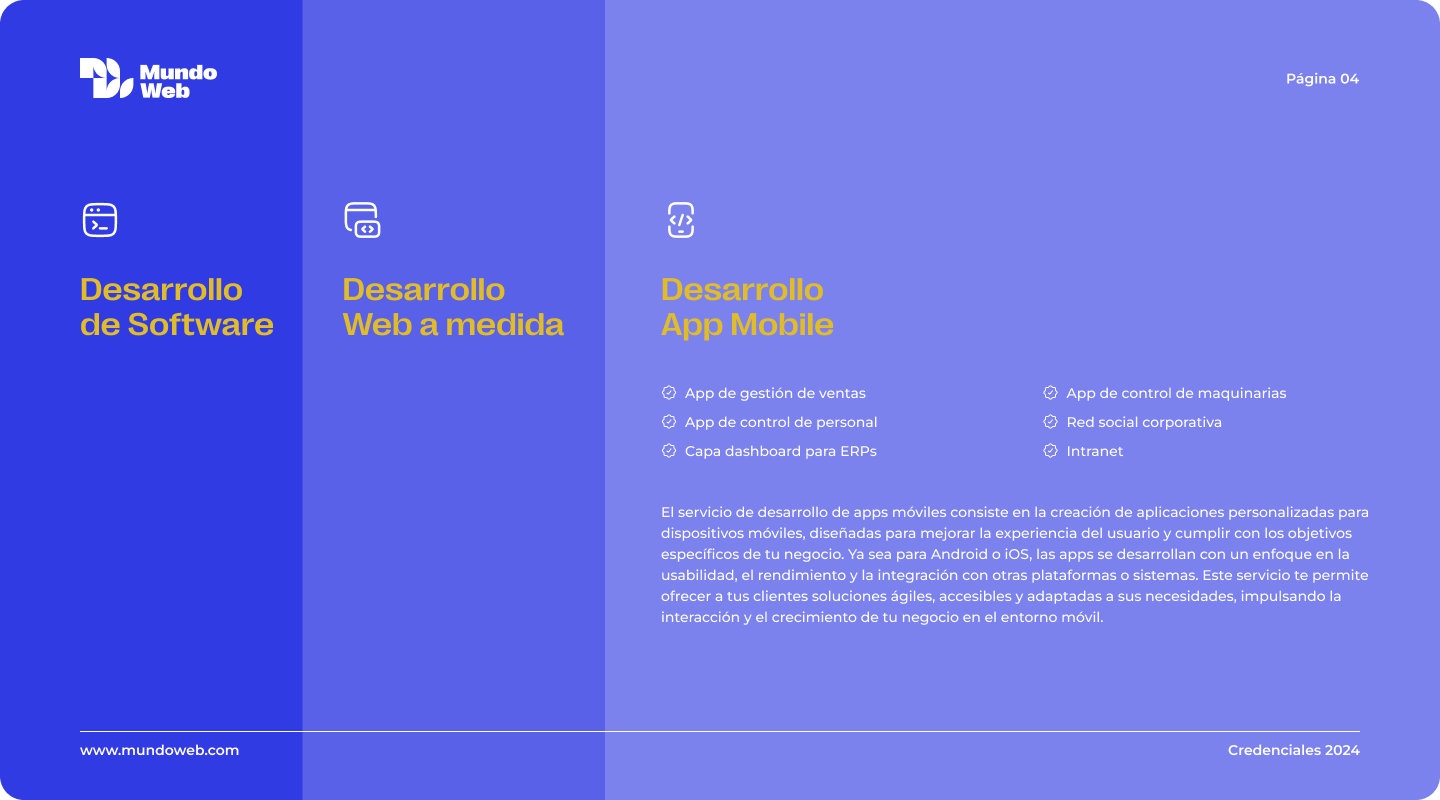 Mundo
Web
Página 04
Desarrollo
de Software
Desarrollo
Web a medida
Desarrollo
App Mobile
App de gestión de ventas
App de control de personal
Capa dashboard para ERPs
App de control de maquinarias
Red social corporativa
Intranet
El servicio de desarrollo de apps móviles consiste en la creación de aplicaciones personalizadas para
dispositivos móviles, diseñadas para mejorar la experiencia del usuario y cumplir con los objetivos
específicos de tu negocio. Ya sea para Android o iOS, las apps se desarrollan con un enfoque en la
usabilidad, el rendimiento y la integración con otras plataformas o sistemas. Este servicio te permite
ofrecer a tus clientes soluciones ágiles, accesibles y adaptadas a sus necesidades, impulsando la
interacción y el crecimiento de tu negocio en el entorno móvil.
www.mundoweb.com
Credenciales 2024